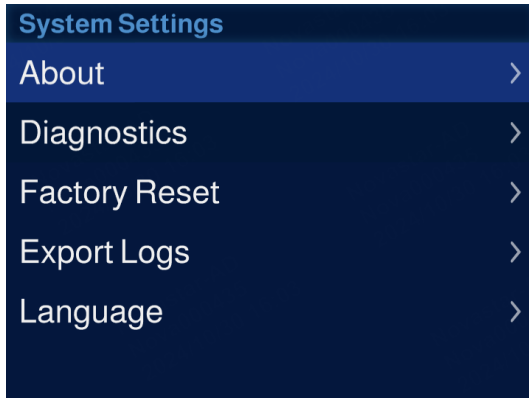 System Settings
About
Diagnostics
Factory Reset
Export Logs
Language